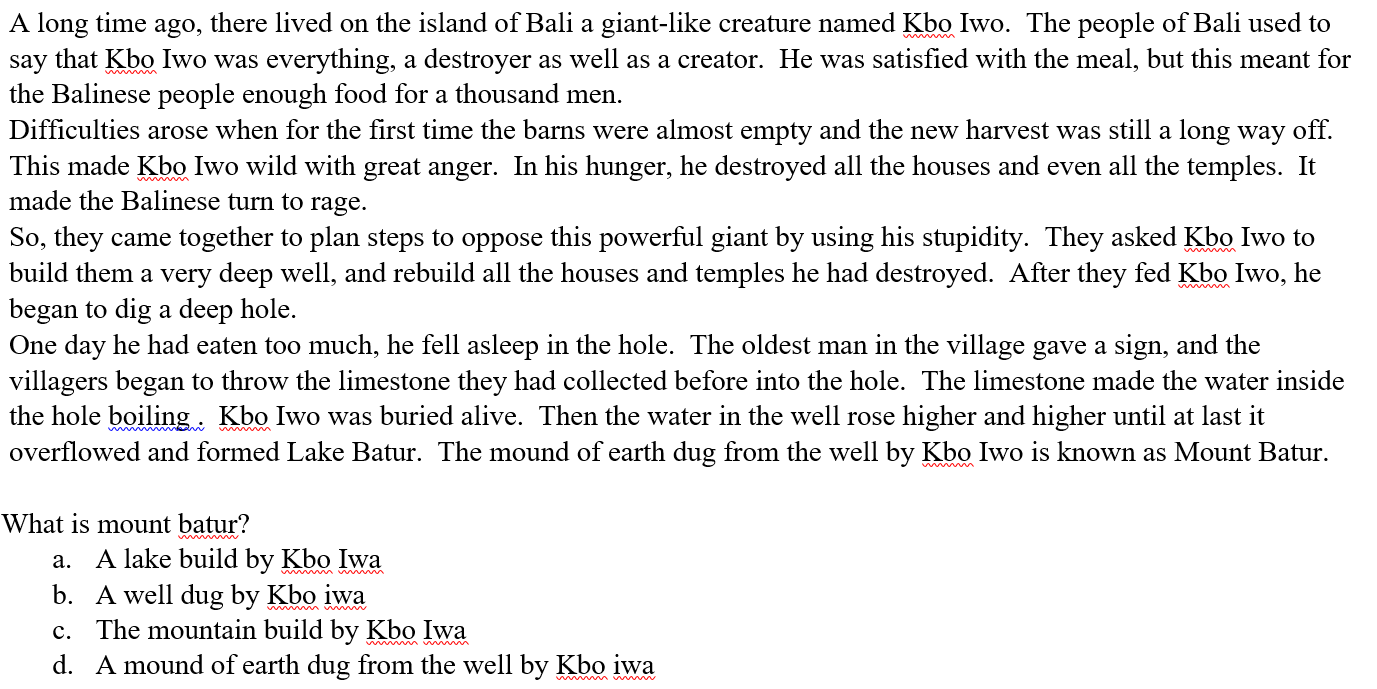 A long time ago, there lived on the island of Bali a giant-like creature named Kbo Iwo.  The people of Bali used to
say that Kbo Iwo was everything, a destroyer as well as a creator.  He was satisfied with the meal, but this meant for
the Balinese people enough food for a thousand men.
Difficulties arose when for the first time the barns were almost empty and the new harvest was still a long way off.
This made Kbo Iwo wild with great anger.  In his hunger, he destroyed all the houses and even all the temples.  It
made the Balinese turn to rage.
So, they came together to plan steps to oppose this powerful giant by using his stupidity.  They asked Kbo Iwo to
build them a very deep well, and rebuild all the houses and temples he had destroyed.  After they fed Kbo Iwo, he
began to dig a deep hole.
One day he had eaten too much, he fell asleep in the hole.  The oldest man in the village gave a sign, and the
villagers began to throw the limestone they had collected before into the hole.  The limestone made the water inside
the hole boiling .  Kbo Iwo was buried alive.  Then the water in the well rose higher and higher until at last it
overflowed and formed Lake Batur.  The mound of earth dug from the well by Kbo Iwo is known as Mount Batur.
What is mount batur?
a. A lake build by Kbo Iwa
b. A well dug by Kbo iwa
c. The mountain build by Kbo Iwa
d. A mound of earth dug from the well by Kbo iwa